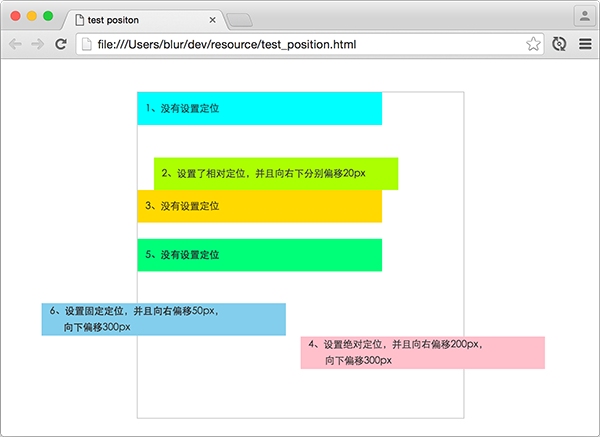 test positon
file:///Users/blur/dev/resource/test_position.html
1、没有设置定位
2、设置了相对定位，并且向右下分别偏移20px
3、没有设置定位
5、没有设置定位
6、设置固定定位，并且向右偏移50px，
向下偏移300px
4、设置绝对定位，并且向右偏移200px，
向下偏移300px